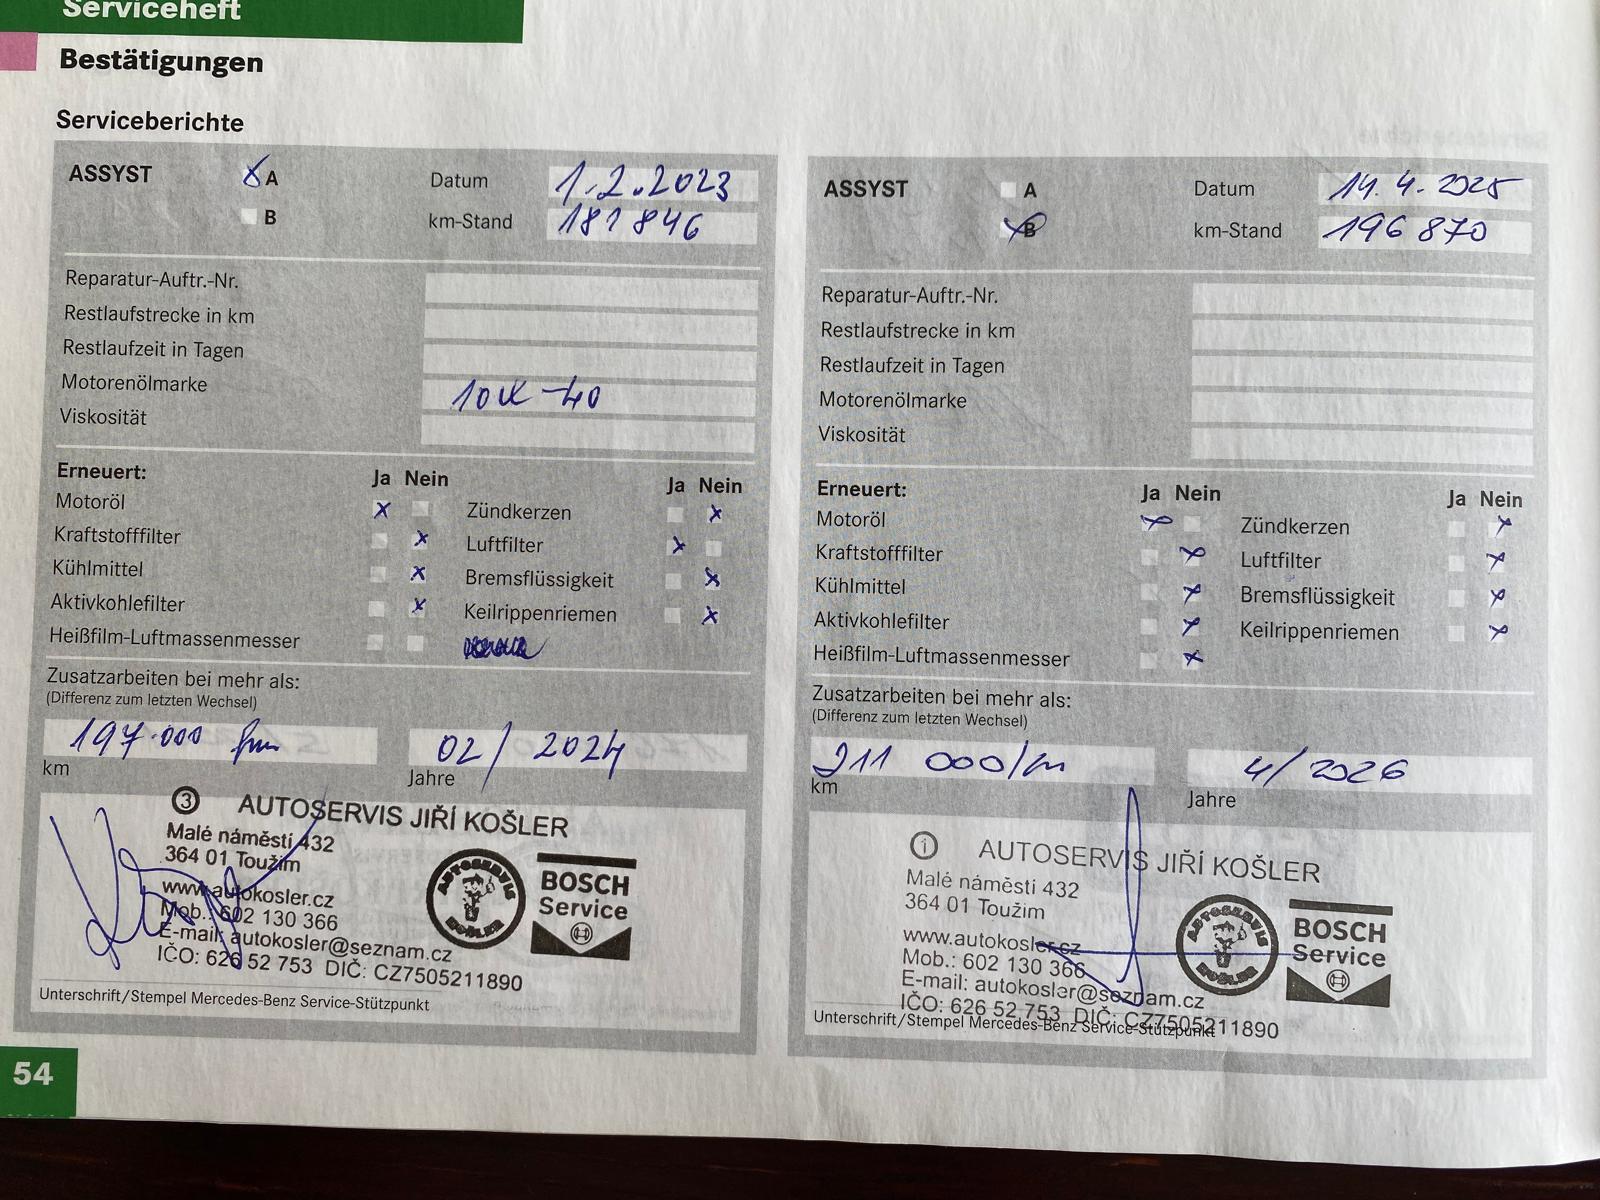 Serviceheft
Bestätigungen
Serviceberichte
ASSYST
x A
B
Datum 1.2.2023
km-Stand 181 846
Reparatur-Auftr.-Nr.
Restlaufstrecke in km
Restlaufzeit in Tagen
Motorenölmarke 10W-40
Viskosität
Erneuert:
Ja Nein
Ja Nein
Motoröl x
Zündkerzen x
Kraftstofffilter x
Luftfilter x
Kühlmittel x
Bremsflüssigkeit x
Aktivkohlefilter x
Keilrippenriemen x
Heißfilm-Luftmassenmesser
Zusatzarbeiten bei mehr als:
(Differenz zum letzten Wechsel)
197.000 km
02/2024
km
Jahre
3 AUTOSERVIS JIŘÍ KOŠLER
Malé náměstí 432
364 01 Toužim
www.autokosler.cz
Mob.: 602 130 366
E-mail: autokosler@seznam.cz
IČO: 626 52 753 DIČ: CZ7505211890
AUTOSERVIS
KOŠLER
BOSCH
Service
Unterschrift/Stempel Mercedes-Benz Service-Stützpunkt
ASSYST
A
x B
Datum 14.4.2025
km-Stand 196 870
Reparatur-Auftr.-Nr.
Restlaufstrecke in km
Restlaufzeit in Tagen
Motorenölmarke
Viskosität
Erneuert:
Ja Nein
Ja Nein
Motoröl x
Zündkerzen x
Kraftstofffilter x
Luftfilter x
Kühlmittel x
Bremsflüssigkeit x
Aktivkohlefilter x
Keilrippenriemen x
Heißfilm-Luftmassenmesser x
Zusatzarbeiten bei mehr als:
(Differenz zum letzten Wechsel)
211 000/km
4/2026
km
Jahre
1 AUTOSERVIS JIŘÍ KOŠLER
Malé náměstí 432
364 01 Toužim
www.autokosler.cz
Mob.: 602 130 366
E-mail: autokosler@seznam.cz
IČO: 626 52 753 DIČ: CZ7505211890
AUTOSERVIS
KOŠLER
BOSCH
Service
Unterschrift/Stempel Mercedes-Benz Service-Stützpunkt
54